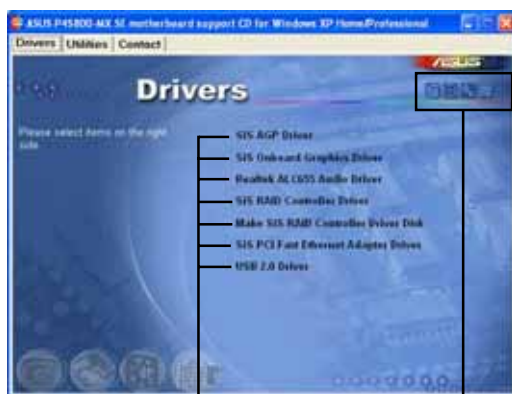 ASUS P4S800-MX SE motherboard support CD for Windows XP Home/Professional
Drivers
Utilities
Contact
ASUS
Drivers
Please select items on the right side
SIS AGP Driver
SIS Onboard Graphics Driver
Realtek ALC655 Audio Driver
SIS RAID Controller Driver
Make SIS RAID Controller Driver Disk
SIS PCI Fast Ethernet Adapter Driver
USB 2.0 Driver